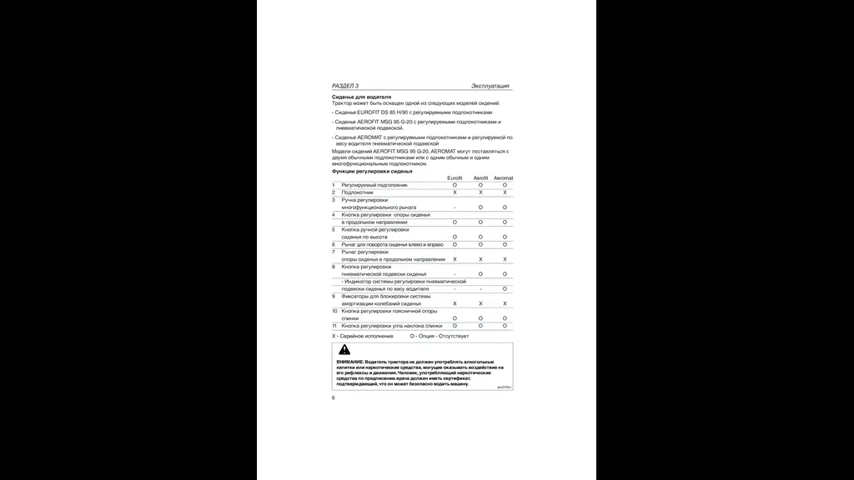 РАЗДЕЛ 3 Эксплуатация
Сиденье для водителя
Трактор может быть оснащен одной из следующих моделей сидений.
- Сиденье EUROFIT DS 85 H/90 с регулируемыми подлокотниками
- Сиденье AEROFIT MSG 95 G-20 с регулируемыми подлокотниками и
пневматической подвеской.
- Сиденье AEROMAT с регулируемыми подлокотниками и регулируемой по
весу водителя пневматической подвеской
Модели сидений AEROFIT MSG 95 G-20, AEROMAT могут поставляться с
двумя обычными подлокотниками или с одним обычным и одним
многофункциональным подлокотником.
Функции регулировки сиденья
Eurofit Aerofit Aeromat
1 Регулируемый подголовник O O O
2 Подлокотник X X X
3 Ручка регулировки
многофункционального рычага - O O
4 Кнопка регулировки опоры сиденья
в продольном направлении O O O
5 Кнопка ручной регулировки
сиденья по высоте O O O
6 Рычаг для поворота сиденья влево и вправо O O O
7 Рычаг регулировки
опоры сиденья в продольном направлении X X X
8 Кнопка регулировки
пневматической подвески сиденья - O O
- Индикатор системы регулировки пневматической
подвески сиденья по весу водителя - - O
9 Фиксаторы для блокировки системы
амортизации колебаний сиденья X X X
10 Кнопка регулировки поясничной опоры
спинки O O O
11 Кнопка регулировки угла наклона спинки O O O
X - Серийное исполнение O - Опция - Отсутствует
ВНИМАНИЕ: Водитель трактора не должен употреблять алкогольные
напитки или наркотические средства, могущие оказывать воздействие на
его рефлексы и движения. Человек, употребляющий наркотические
средства по предписанию врача должен иметь сертификат,
подтверждающий, что он может безопасно водить машину.
6